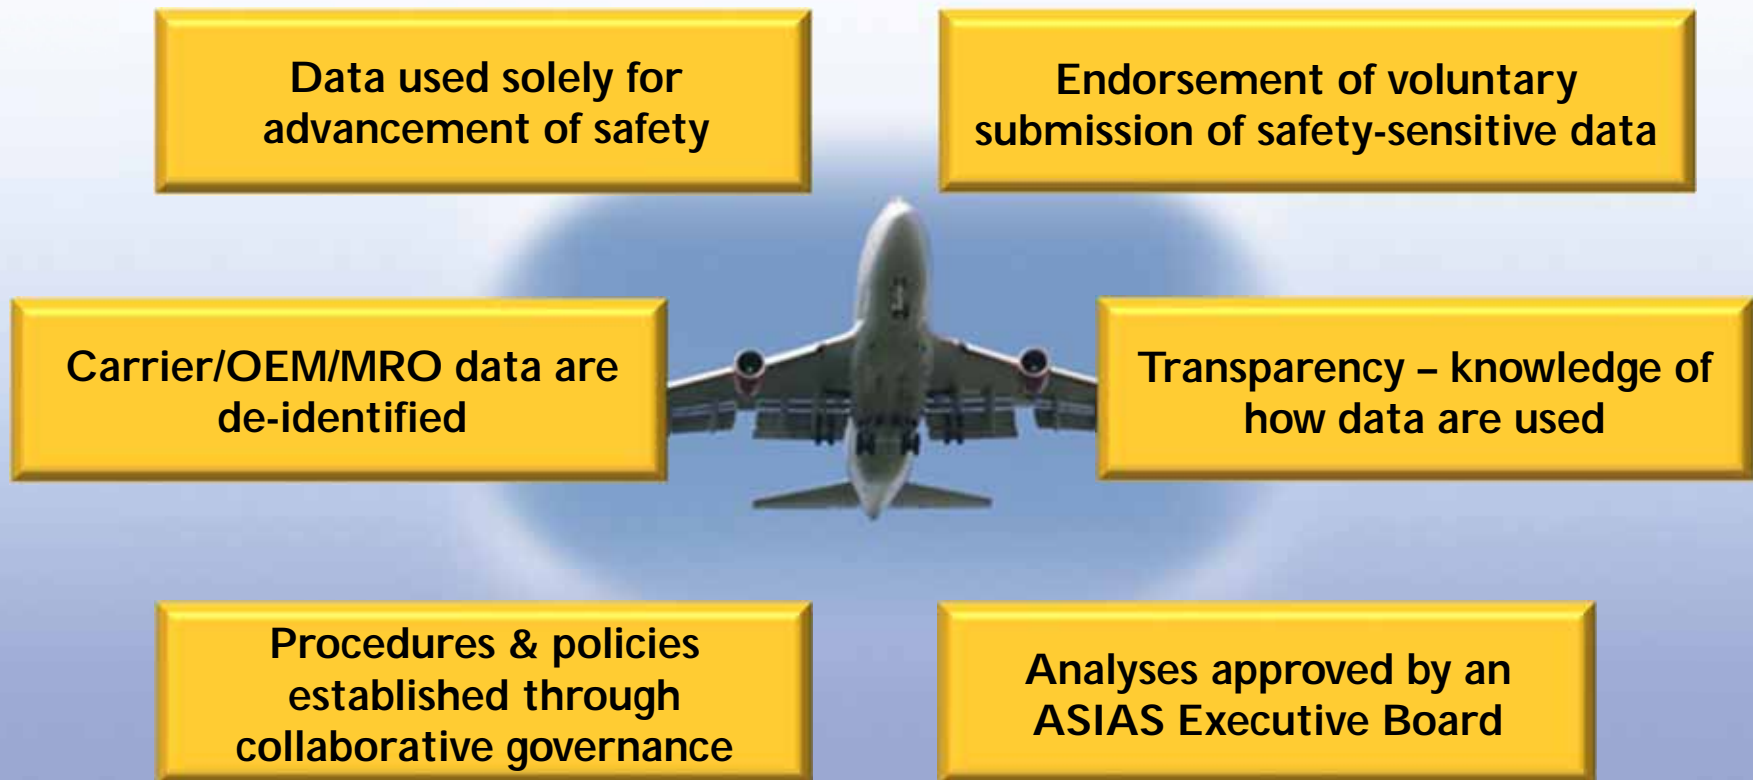 Data used solely for
advancement of safety
Endorsement of voluntary
submission of safety-sensitive data
Carrier/OEM/MRO data are
de-identified
Transparency – knowledge of
how data are used
Procedures & policies
established through
collaborative governance
Analyses approved by an
ASIAS Executive Board